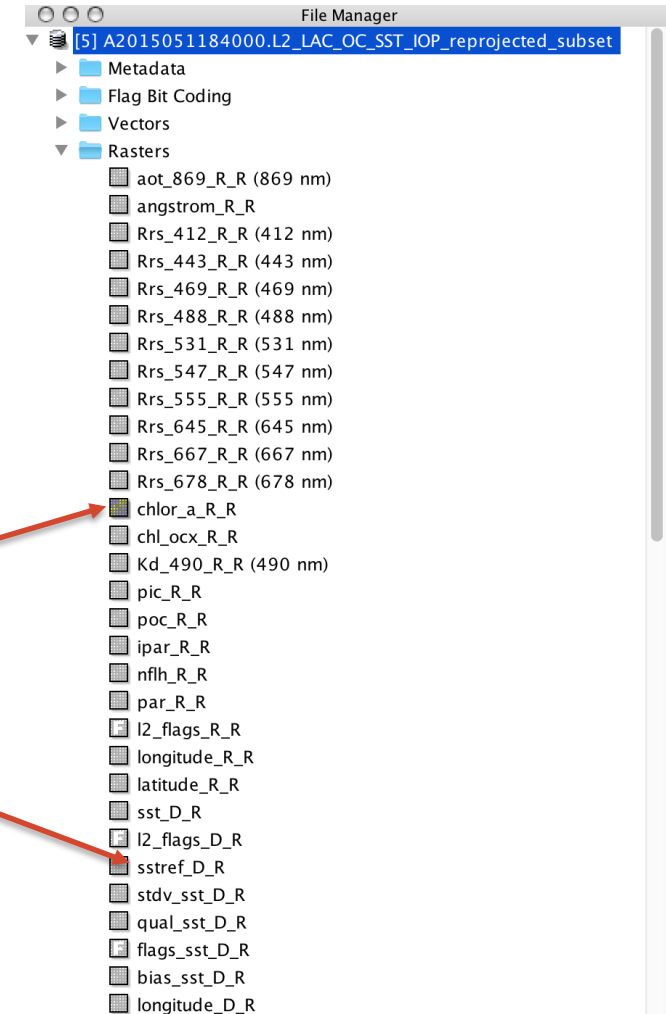 File Manager
[5] A2015051184000.L2_LAC_OC_SST_IOP_reprojected_subset
Metadata
Flag Bit Coding
Vectors
Rasters
aot_869_R_R (869 nm)
angstrom_R_R
Rrs_412_R_R (412 nm)
Rrs_443_R_R (443 nm)
Rrs_469_R_R (469 nm)
Rrs_488_R_R (488 nm)
Rrs_531_R_R (531 nm)
Rrs_547_R_R (547 nm)
Rrs_555_R_R (555 nm)
Rrs_645_R_R (645 nm)
Rrs_667_R_R (667 nm)
Rrs_678_R_R (678 nm)
chlor_a_R_R
chl_ocx_R_R
Kd_490_R_R (490 nm)
pic_R_R
poc_R_R
ipar_R_R
nflh_R_R
par_R_R
F l2_flags_R_R
longitude_R_R
latitude_R_R
sst_D_R
F l2_flags_D_R
sstref_D_R
stdv_sst_D_R
qual_sst_D_R
F flags_sst_D_R
bias_sst_D_R
longitude_D_R